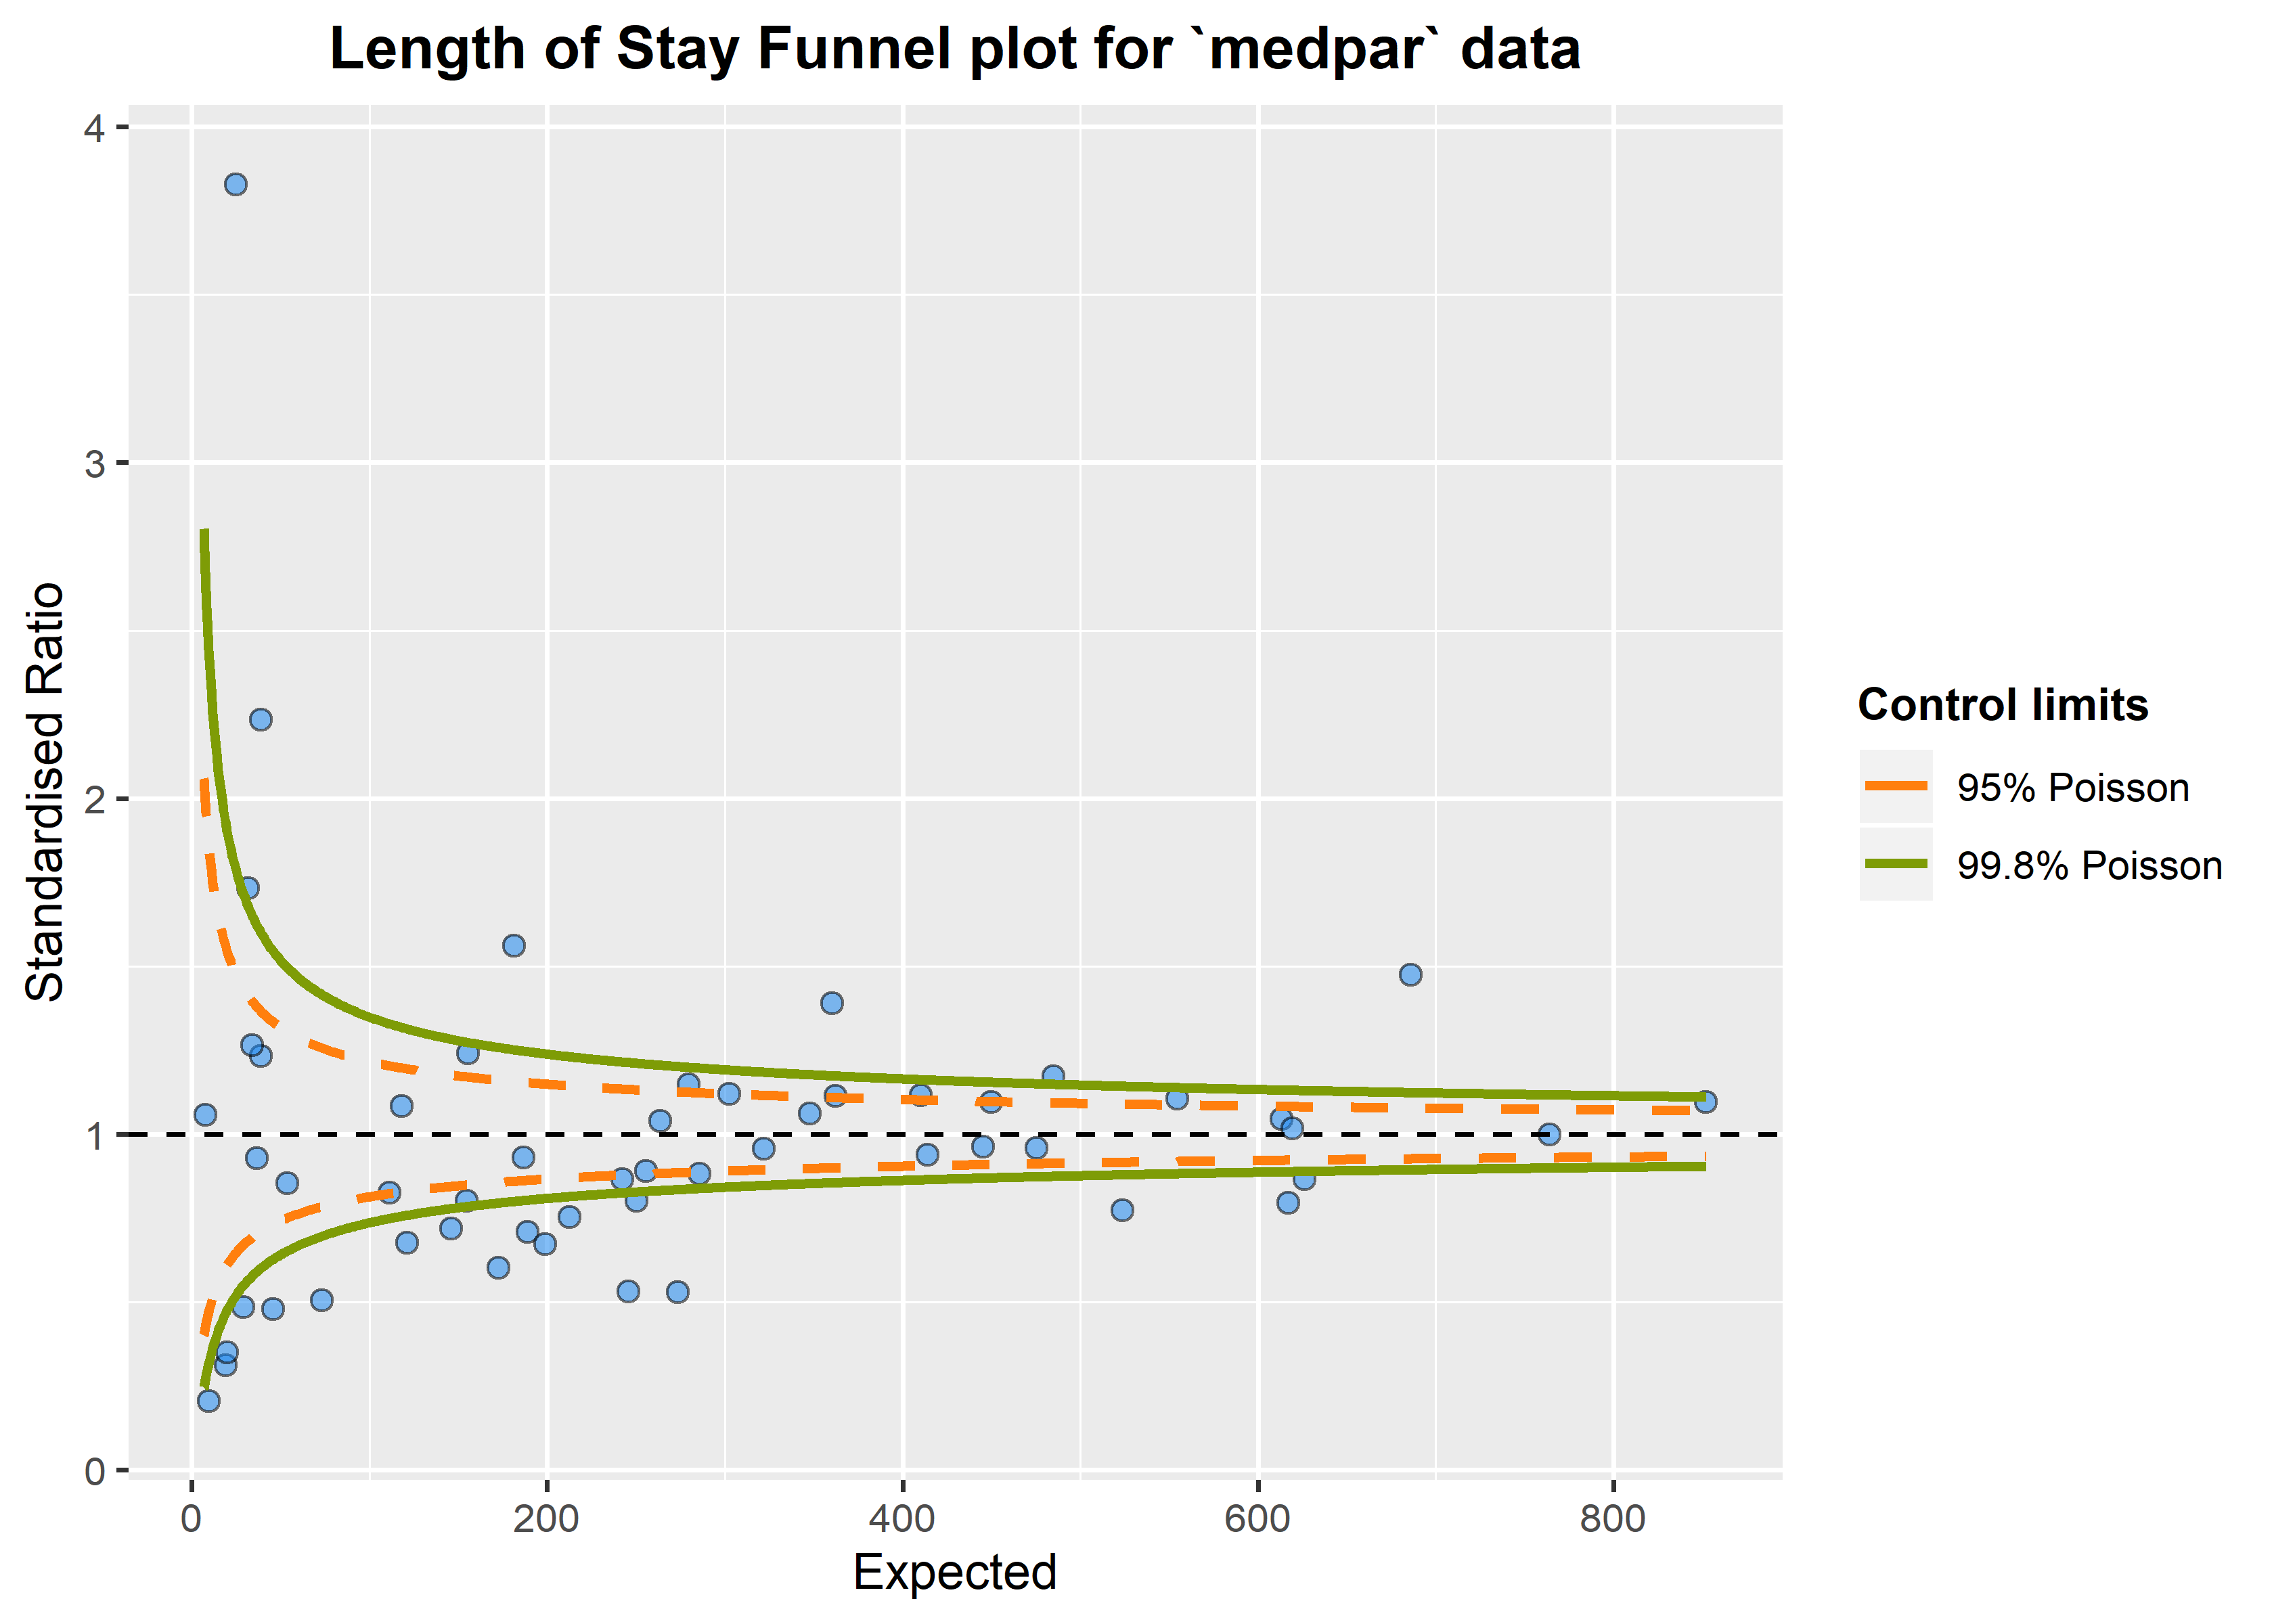 Length of Stay Funnel plot for `medpar` data
4
3
2
1
0
Standardised Ratio
0 200 400 600 800
Expected
Control limits
95% Poisson
99.8% Poisson